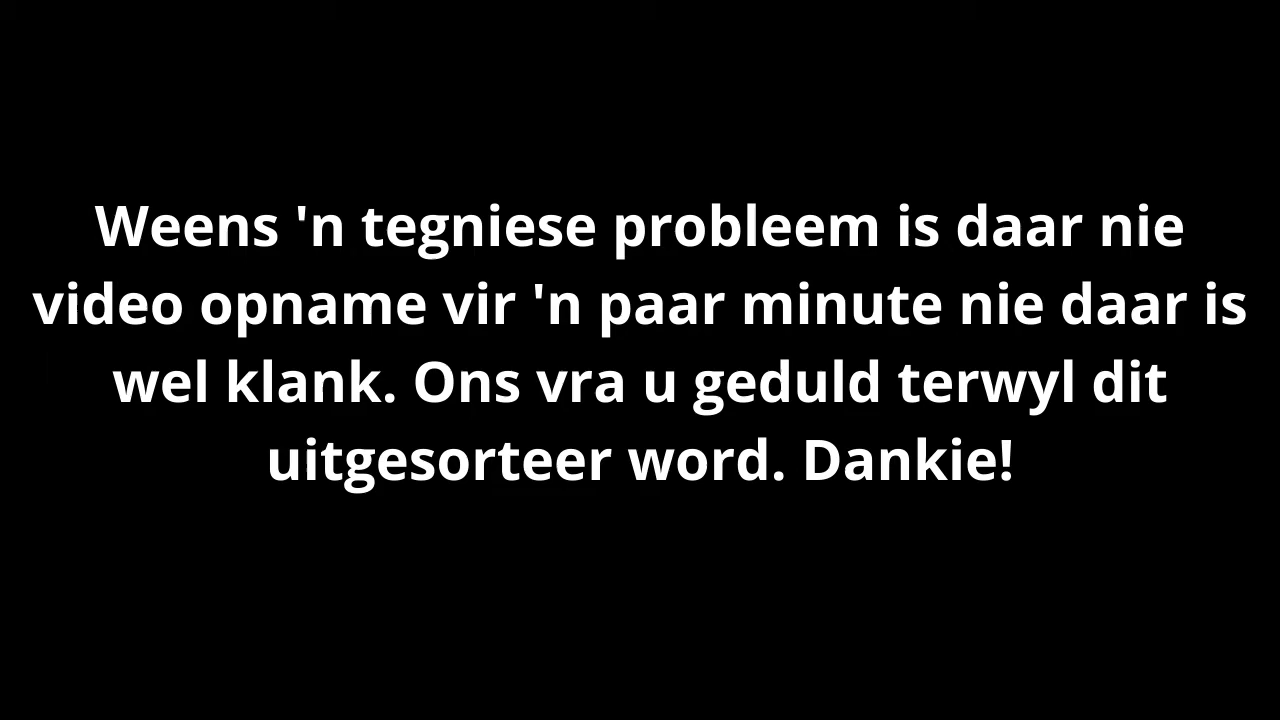 Weens 'n tegniese probleem is daar nie
video opname vir 'n paar minute nie daar is
wel klank. Ons vra u geduld terwyl dit
uitgesorteer word. Dankie!